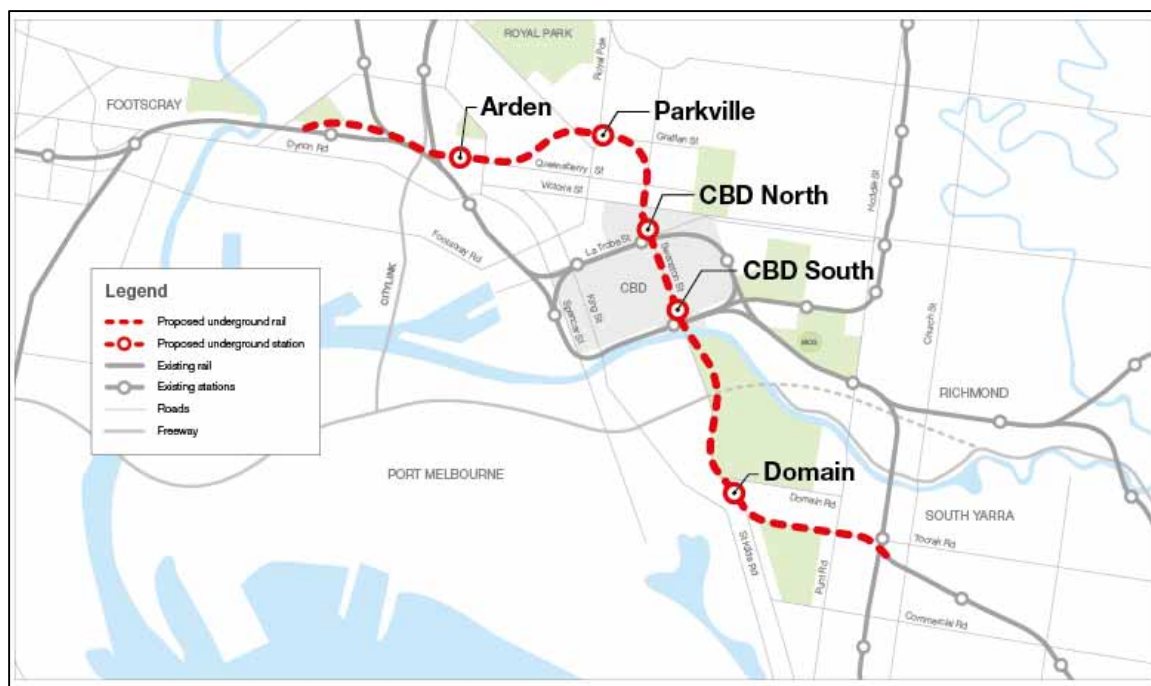 ROYAL PARK
Royal Pde
FOOTSCRAY
Arden
Parkville
Grattan St
Dynon Rd
Queensberry St
Victoria St
Hoddle St
CBD North
Footscray Rd
La Trobe St
Swanston St
CBD South
CITYLINK
CBD
King St
Spencer St
Church St
MCG
RICHMOND
Legend
Proposed underground rail
Proposed underground station
Existing rail
Existing stations
Roads
Freeway
PORT MELBOURNE
Domain
Domain Rd
SOUTH YARRA
Toorak Rd
St Kilda Rd
Punt Rd
Commercial Rd